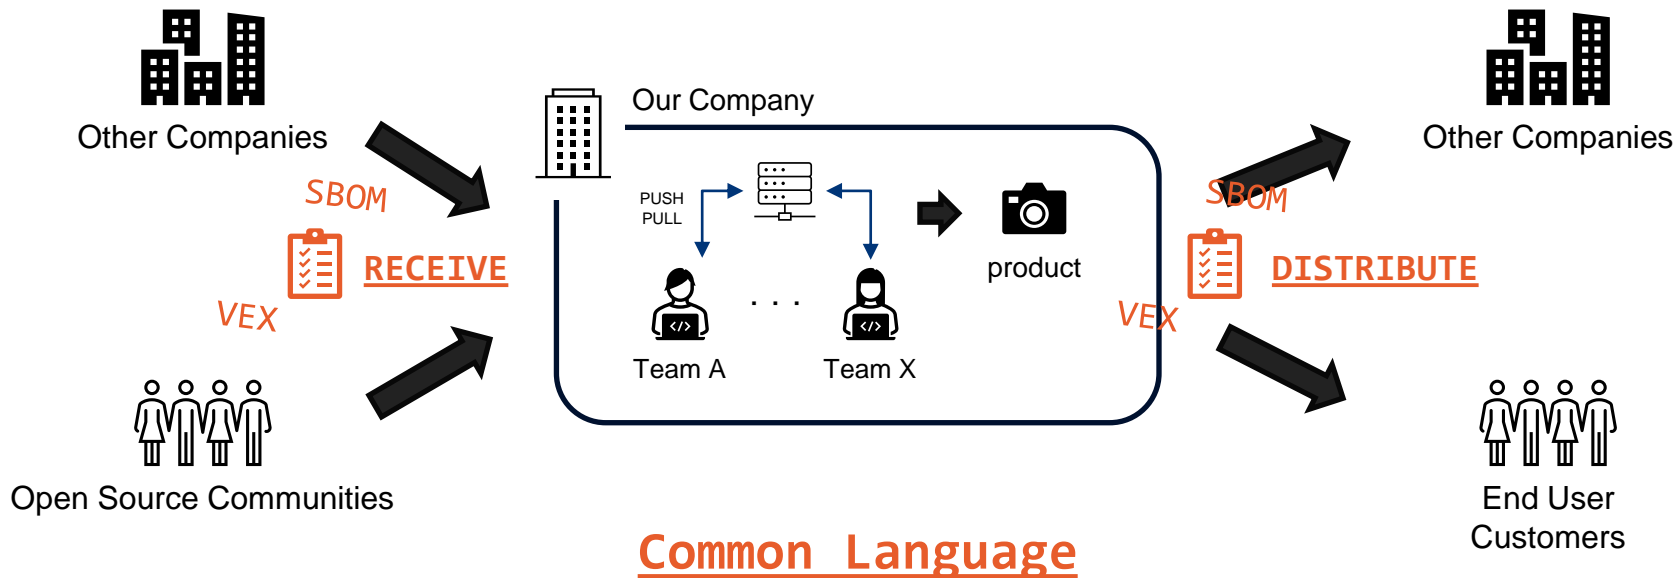 Other Companies
SBOM
RECEIVE
VEX
Open Source Communities
Our Company
PUSH
PULL
</>
</>
. . .
Team A
Team X
product
Other Companies
SBOM
DISTRIBUTE
VEX
End User
Customers
Common Language